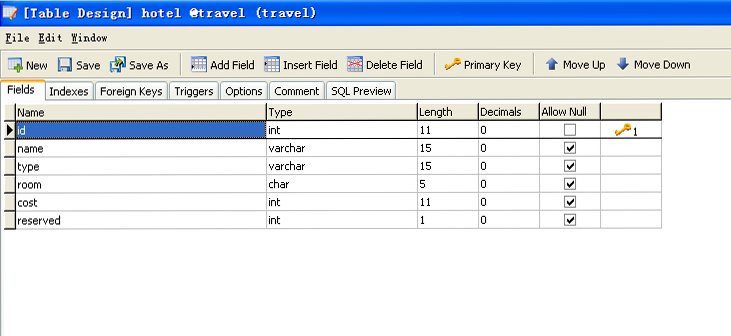 [Table Design] hotel @travel (travel)
File Edit Window
New Save Save As Add Field Insert Field Delete Field Primary Key Move Up Move Down
Fields Indexes Foreign Keys Triggers Options Comment SQL Preview
Name Type Length Decimals Allow Null
id int 11 0 1
name varchar 15 0
type varchar 15 0
room char 5 0
cost int 11 0
reserved int 1 0